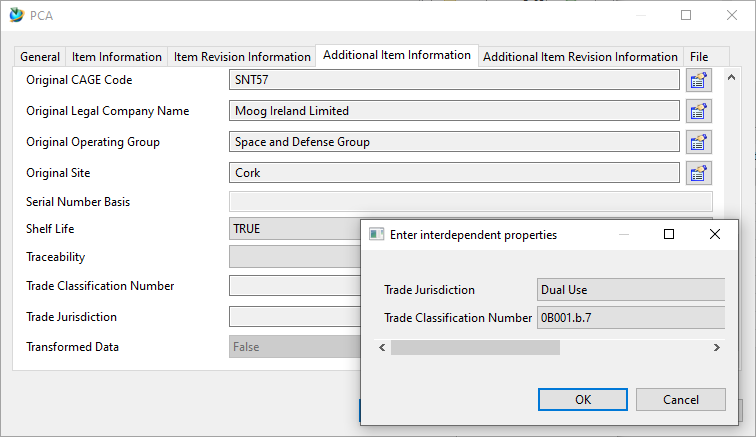 PCA
General
Item Information
Item Revision Information
Additional Item Information
Additional Item Revision Information
File
Original CAGE Code
SNT57
Original Legal Company Name
Moog Ireland Limited
Original Operating Group
Space and Defense Group
Original Site
Cork
Serial Number Basis
Shelf Life
TRUE
Traceability
Trade Classification Number
Trade Jurisdiction
Transformed Data
False
Enter interdependent properties
Trade Jurisdiction
Dual Use
Trade Classification Number
0B001.b.7
OK
Cancel